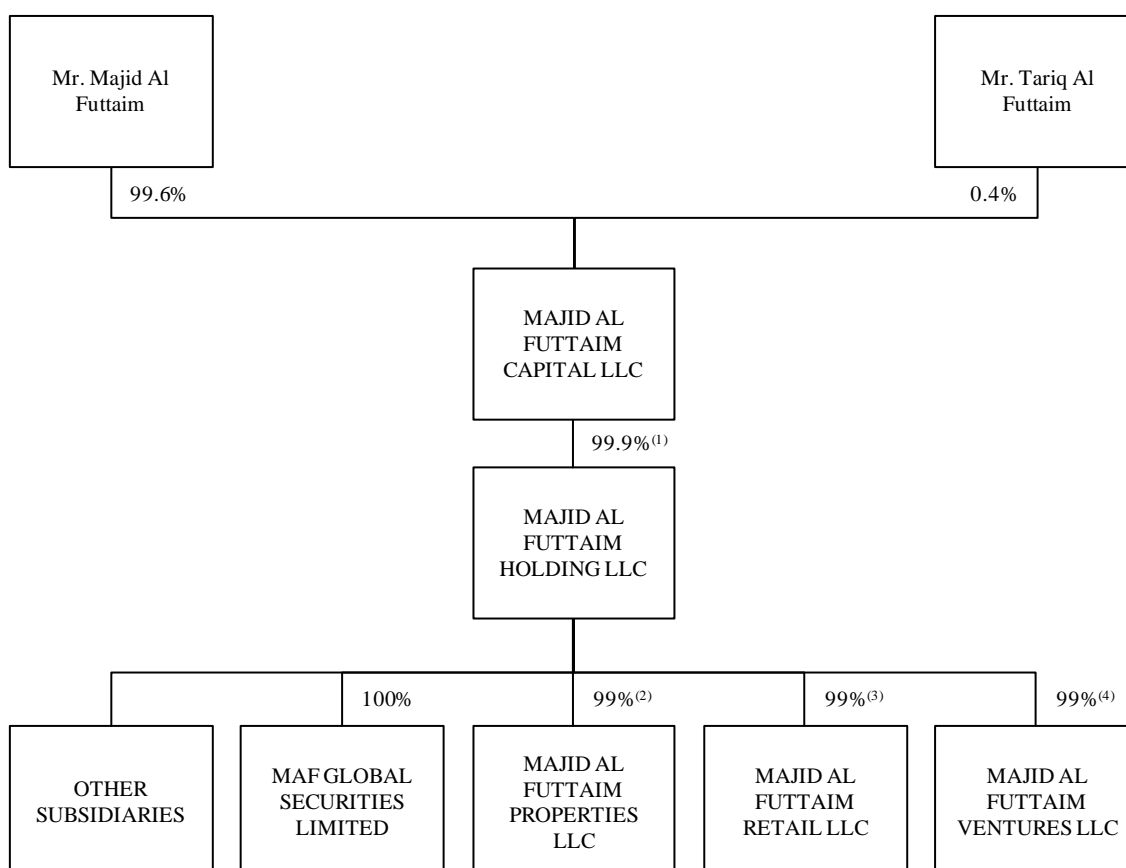 Mr. Majid Al
Futtaim
Mr. Tariq Al
Futtaim
99.6%
0.4%
MAJID AL
FUTTAIM
CAPITAL LLC
99.9%(1)
MAJID AL
FUTTAIM
HOLDING LLC
100%
99%(2)
99%(3)
99%(4)
OTHER
SUBSIDIARIES
MAF GLOBAL
SECURITIES
LIMITED
MAJID AL
FUTTAIM
PROPERTIES
LLC
MAJID AL
FUTTAIM
RETAIL LLC
MAJID AL
FUTTAIM
VENTURES LLC